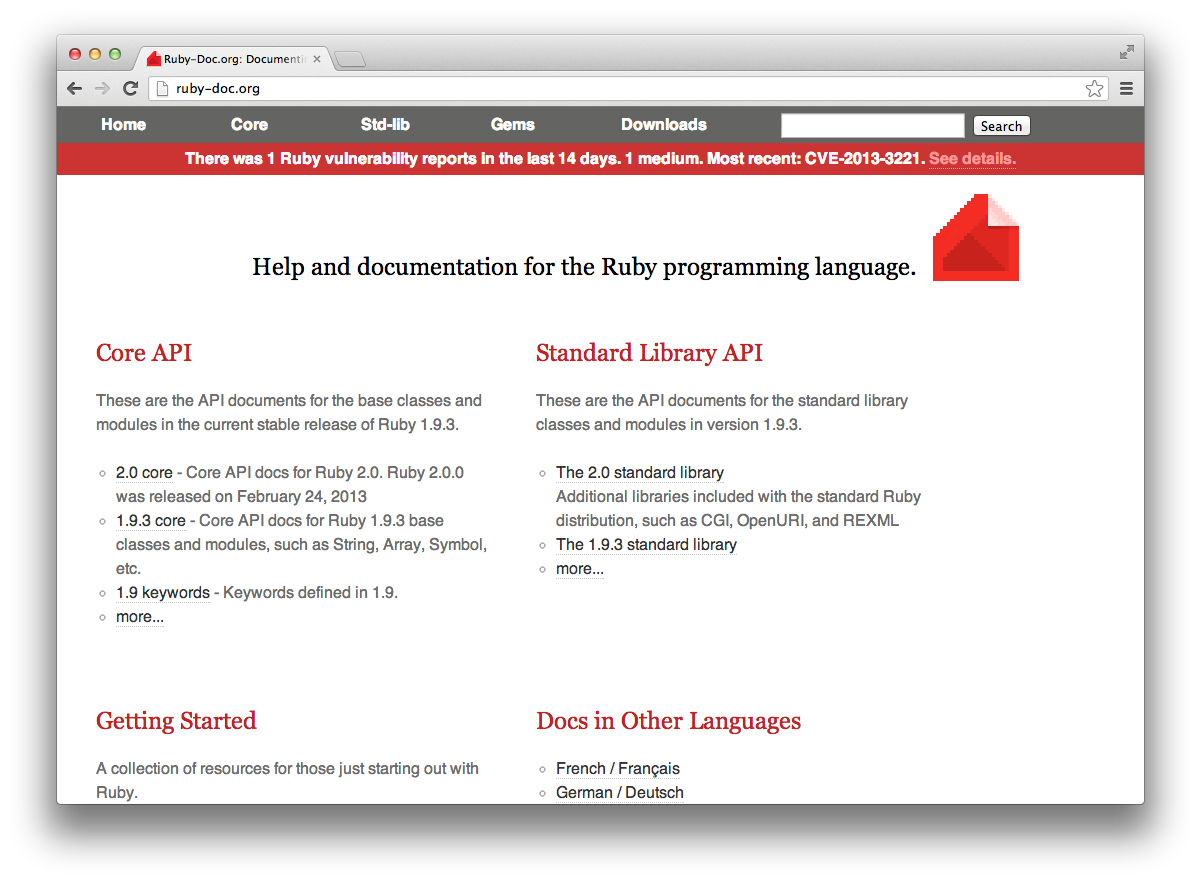 Ruby-Doc.org: Documenti
ruby-doc.org
Home Core Std-lib Gems Downloads Search
There was 1 Ruby vulnerability reports in the last 14 days. 1 medium. Most recent: CVE-2013-3221. See details.
Help and documentation for the Ruby programming language.
Core API
These are the API documents for the base classes and
modules in the current stable release of Ruby 1.9.3.
2.0 core - Core API docs for Ruby 2.0. Ruby 2.0.0
was released on February 24, 2013
1.9.3 core - Core API docs for Ruby 1.9.3 base
classes and modules, such as String, Array, Symbol,
etc.
1.9 keywords - Keywords defined in 1.9.
more...
Standard Library API
These are the API documents for the standard library
classes and modules in version 1.9.3.
The 2.0 standard library
Additional libraries included with the standard Ruby
distribution, such as CGI, OpenURI, and REXML
The 1.9.3 standard library
more...
Getting Started
A collection of resources for those just starting out with
Ruby.
Docs in Other Languages
French / Français
German / Deutsch